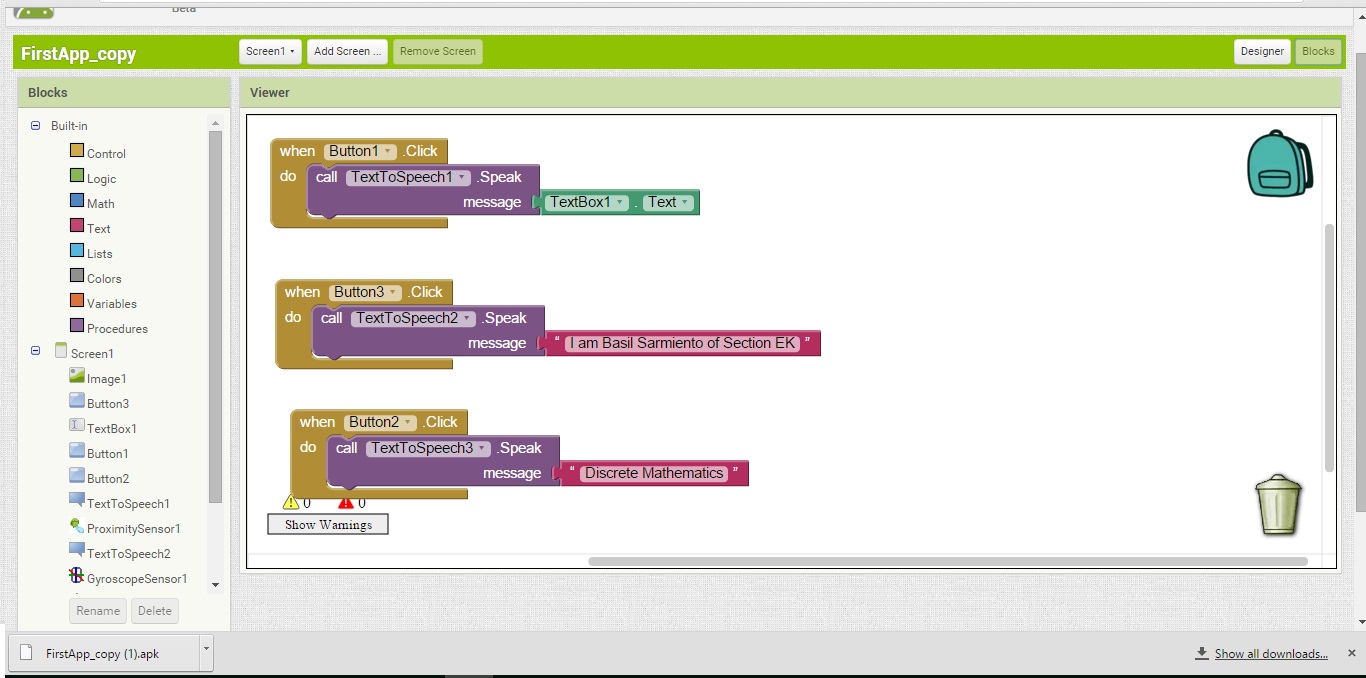 Beta
FirstApp_copy
Screen1
Add Screen ...
Remove Screen
Designer
Blocks
Blocks
Viewer
Built-in
Control
Logic
Math
Text
Lists
Colors
Variables
Procedures
Screen1
Image1
Button3
TextBox1
Button1
Button2
TextToSpeech1
ProximitySensor1
TextToSpeech2
GyroscopeSensor1
Rename
Delete
when Button1 .Click
do call TextToSpeech1 .Speak
message TextBox1 . Text
when Button3 .Click
do call TextToSpeech2 .Speak
message “ I am Basil Sarmiento of Section EK ”
when Button2 .Click
do call TextToSpeech3 .Speak
message “ Discrete Mathematics ”
0 0
Show Warnings
FirstApp_copy (1).apk
Show all downloads...